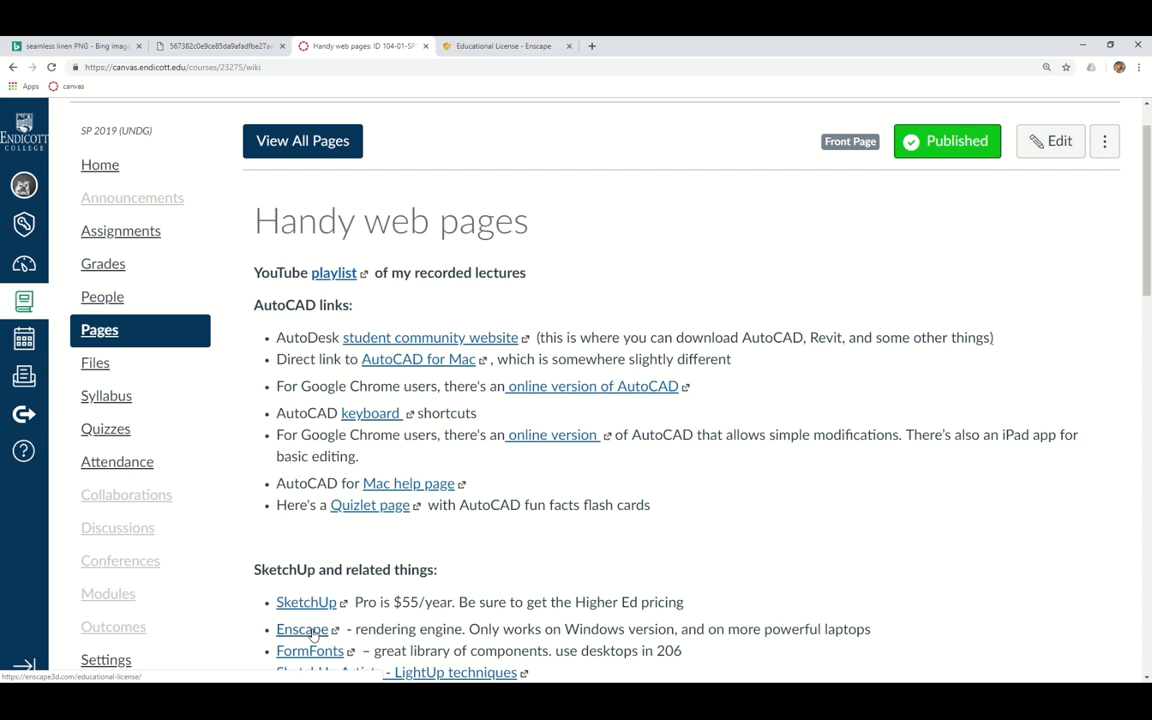 seamless linen PNG - Bing image
567382c0e9ce85da9afadfbe27aa
Handy web pages: ID 104-01-SP
Educational License - Enscape
https://canvas.endicott.edu/courses/23275/wiki
Apps
canvas
ENDICOTT
COLLEGE
SP 2019 (UNDG)
Home
Announcements
Assignments
Grades
People
Pages
Files
Syllabus
Quizzes
Attendance
Collaborations
Discussions
Conferences
Modules
Outcomes
Settings
View All Pages
Front Page
Published
Edit
Handy web pages
YouTube playlist of my recorded lectures
AutoCAD links:
• AutoDesk student community website (this is where you can download AutoCAD, Revit, and some other things)
• Direct link to AutoCAD for Mac , which is somewhere slightly different
• For Google Chrome users, there's an online version of AutoCAD
• AutoCAD keyboard shortcuts
• For Google Chrome users, there's an online version of AutoCAD that allows simple modifications. There's also an iPad app for
basic editing.
• AutoCAD for Mac help page
• Here's a Quizlet page with AutoCAD fun facts flash cards
SketchUp and related things:
• SketchUp Pro is $55/year. Be sure to get the Higher Ed pricing
• Enscape - rendering engine. Only works on Windows version, and on more powerful laptops
• FormFonts – great library of components. use desktops in 206
- LightUp techniques
https://enscape3d.com/educational-license/